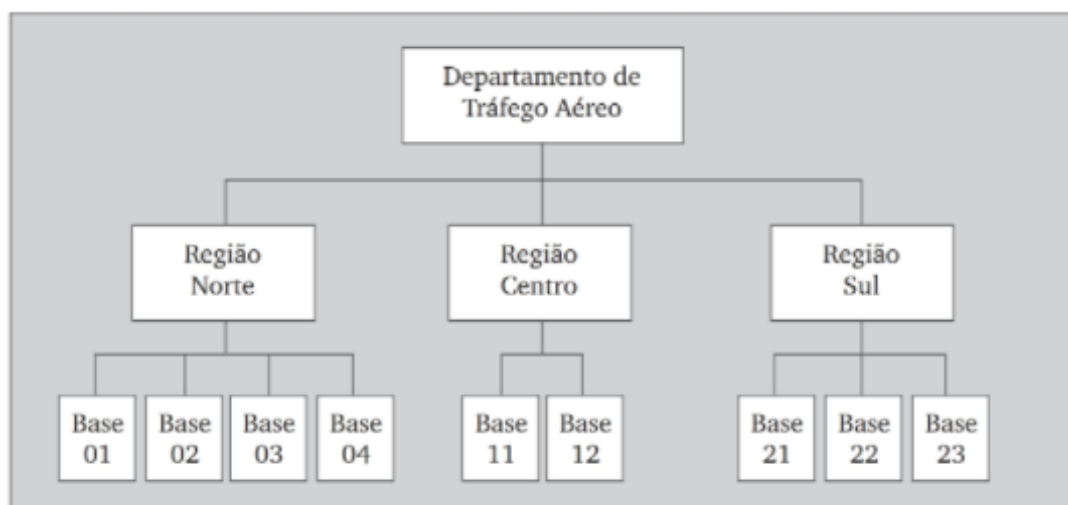 Departamento de
Tráfego Aéreo
Região
Norte
Região
Centro
Região
Sul
Base
01
Base
02
Base
03
Base
04
Base
11
Base
12
Base
21
Base
22
Base
23